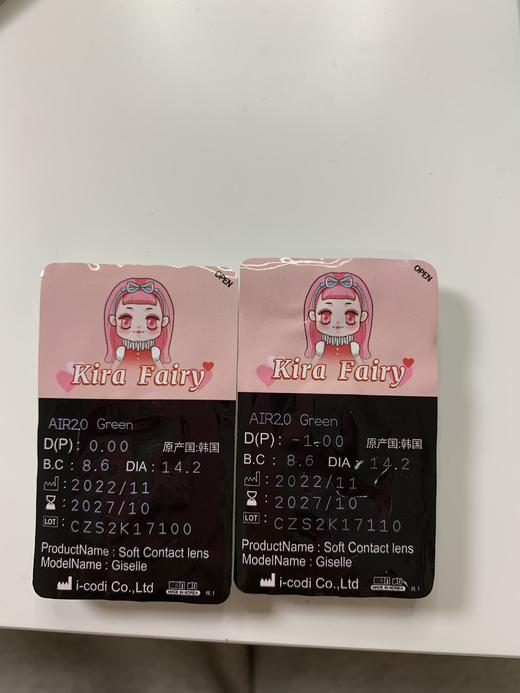 OPEN
Kira Fairy
AIR2.0 Green
D(P): 0.00 原产国:韩国
B.C : 8.6 DIA : 14.2
: 2022/11
: 2027/10
LOT : CZS2K17100
ProductName : Soft Contact lens
ModelName : Giselle
i-codi Co.,Ltd
MADE IN KOREA
R.1
OPEN
Kira Fairy
AIR2.0 Green
D(P): -1.00 原产国:韩国
B.C : 8.6 DIA : 14.2
: 2022/11
: 2027/10
LOT : CZS2K17110
ProductName : Soft Contact lens
ModelName : Giselle
i-codi Co.,Ltd
MADE IN KOREA
R.1